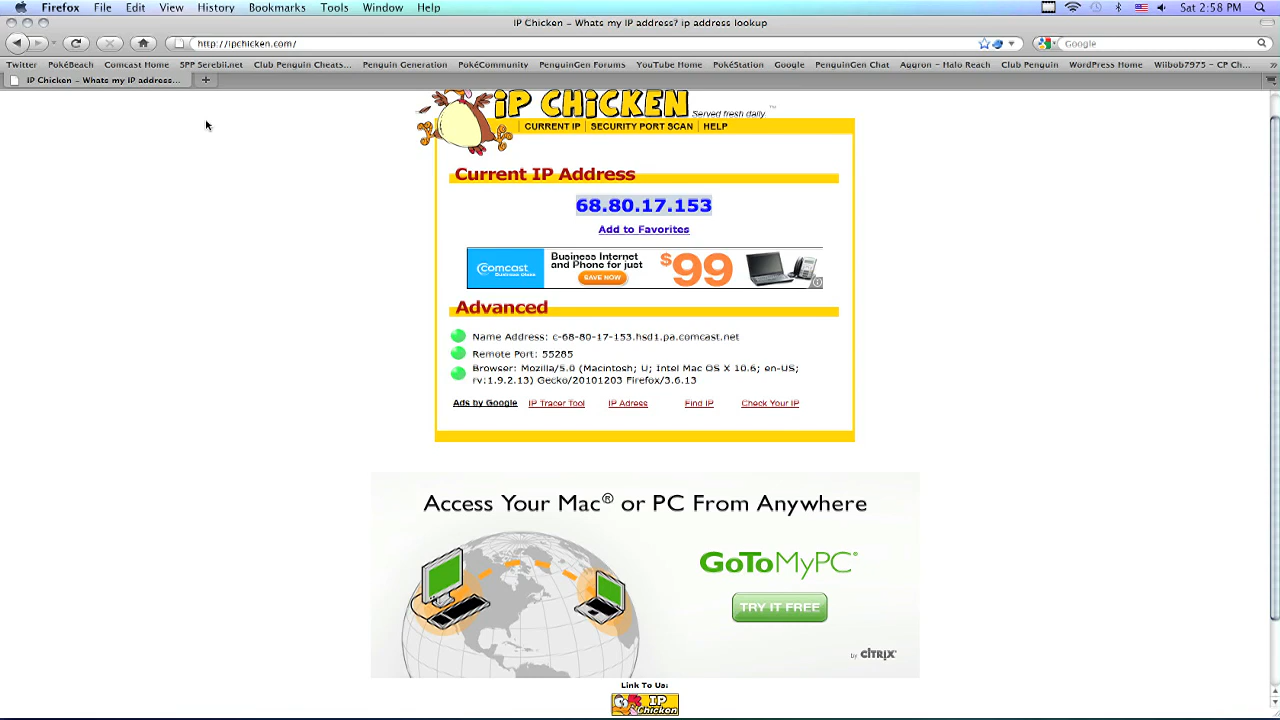 Firefox File Edit View History Bookmarks Tools Window Help Sat 2:58 PM
IP Chicken – Whats my IP address? ip address lookup
http://ipchicken.com/ Google
Twitter PokéBeach Comcast Home SPP Serebii.net Club Penguin Cheats... Penguin Generation PokéCommunity PenguinGen Forums YouTube Home PokéStation Google PenguinGen Chat Aggron – Halo Reach Club Penguin WordPress Home Wiibob7975 – CP Ch... »
IP Chicken – Whats my IP address... +
iP CHiCKEN Served fresh daily. ™
CURRENT IP | SECURITY PORT SCAN | HELP
Current IP Address
68.80.17.153
Add to Favorites
Comcast Business Class
Business Internet
and Phone for just
SAVE NOW
$99
Advanced
Name Address: c-68-80-17-153.hsd1.pa.comcast.net
Remote Port: 55285
Browser: Mozilla/5.0 (Macintosh; U; Intel Mac OS X 10.6; en-US;
rv:1.9.2.13) Gecko/20101203 Firefox/3.6.13
Ads by Google IP Tracer Tool IP Adress Find IP Check Your IP
Access Your Mac® or PC From Anywhere
GoToMyPC®
TRY IT FREE
by CITRIX®
Link To Us:
IP Chicken